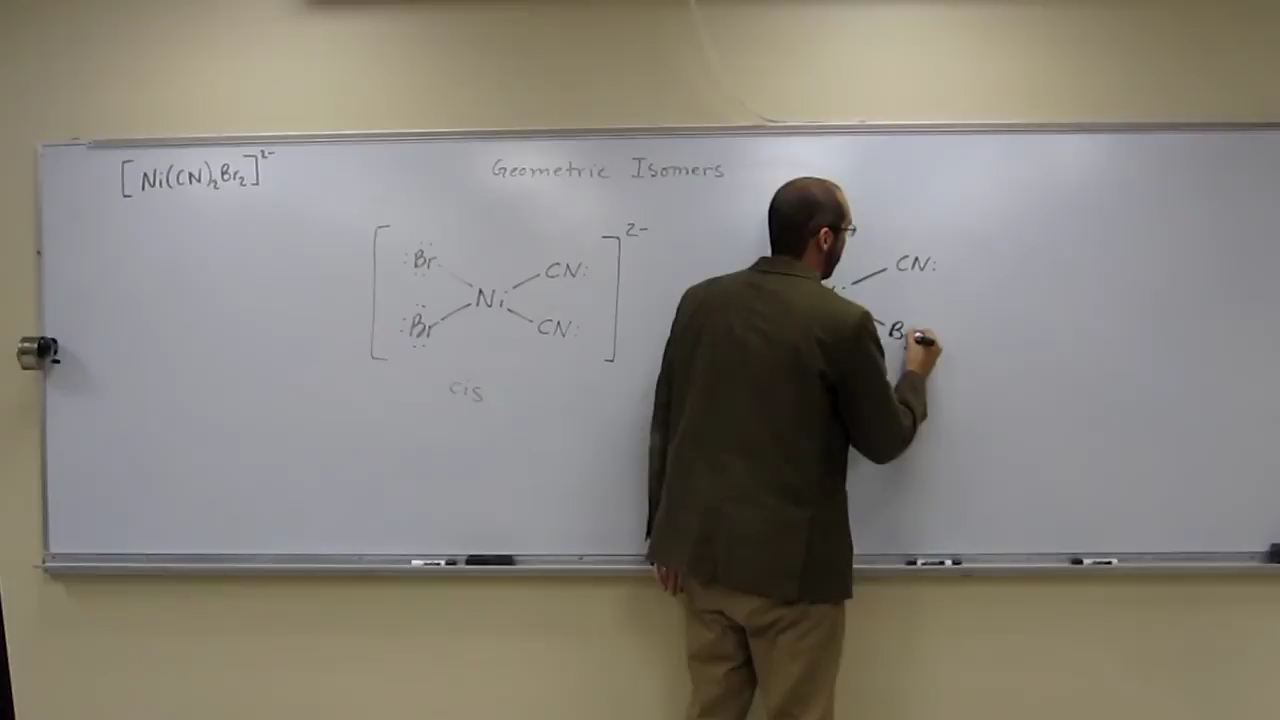 [Ni(CN)₂Br₂]²⁻
Geometric Isomers
2-
:Br CN:
Ni
:Br CN:
cis
CN:
B